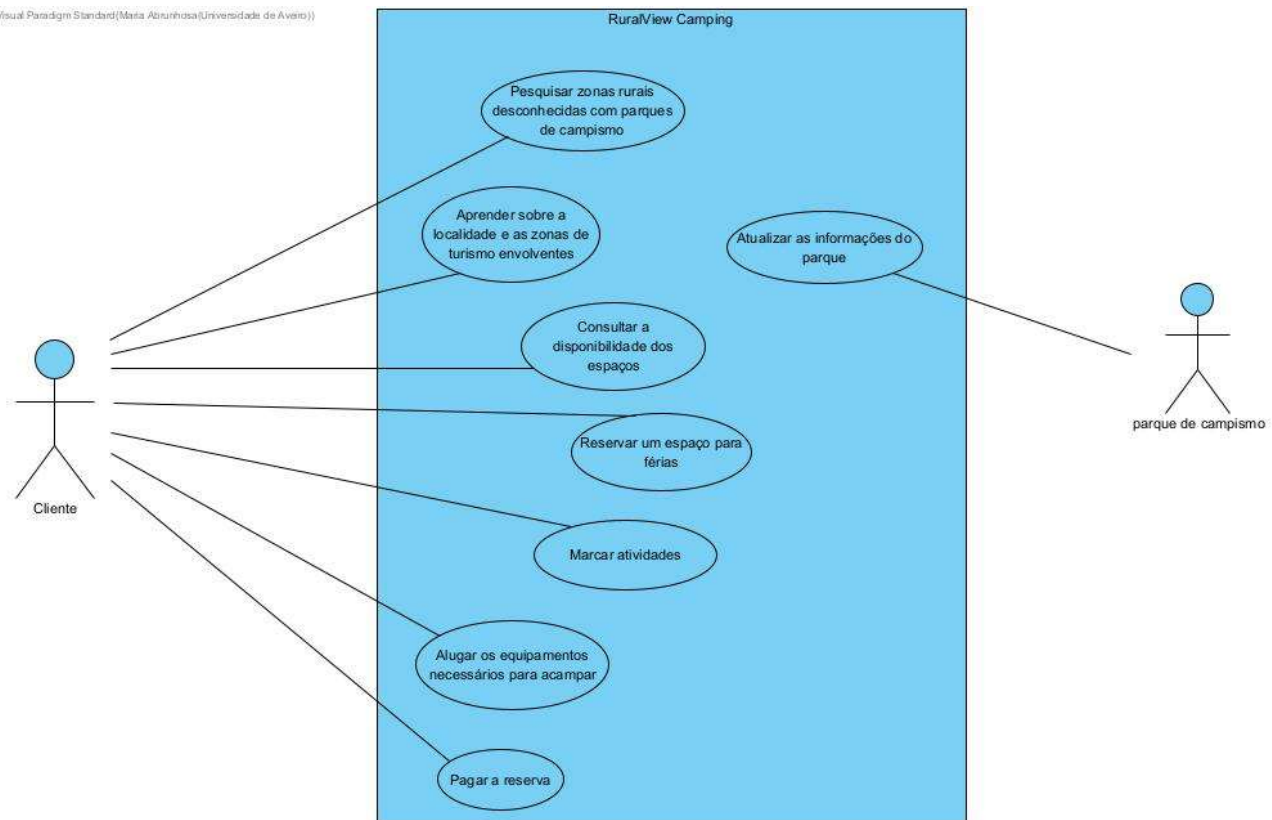 Visual Paradigm Standard(Maria Abrunhosa(Universidade de Aveiro))
RuralView Camping
Pesquisar zonas rurais
desconhecidas com parques
de campismo
Aprender sobre a
localidade e as zonas de
turismo envolventes
Atualizar as informações do
parque
Consultar a
disponibilidade dos
espaços
Reservar um espaço para
férias
Marcar atividades
Alugar os equipamentos
necessários para acampar
Pagar a reserva
Cliente
parque de campismo